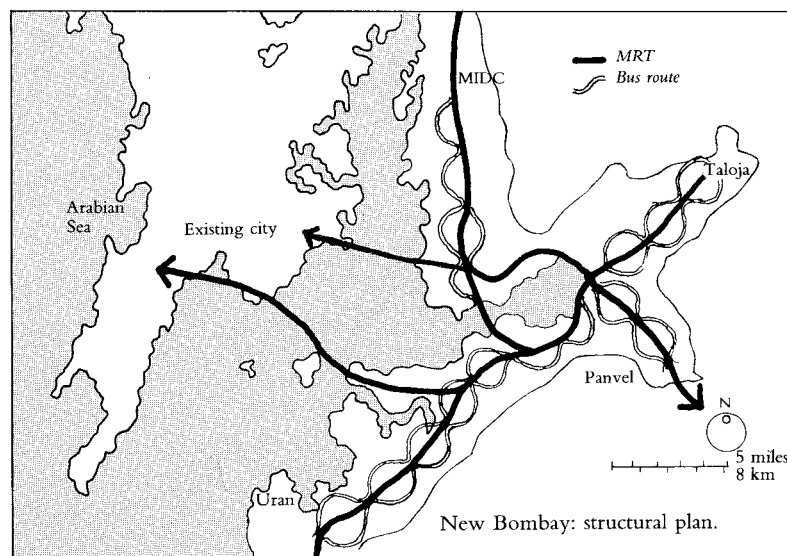 MRT
MIDC
Bus route
Taloja
Arabian
Sea
Existing city
Panvel
N
5 miles
8 km
Uran
New Bombay: structural plan.